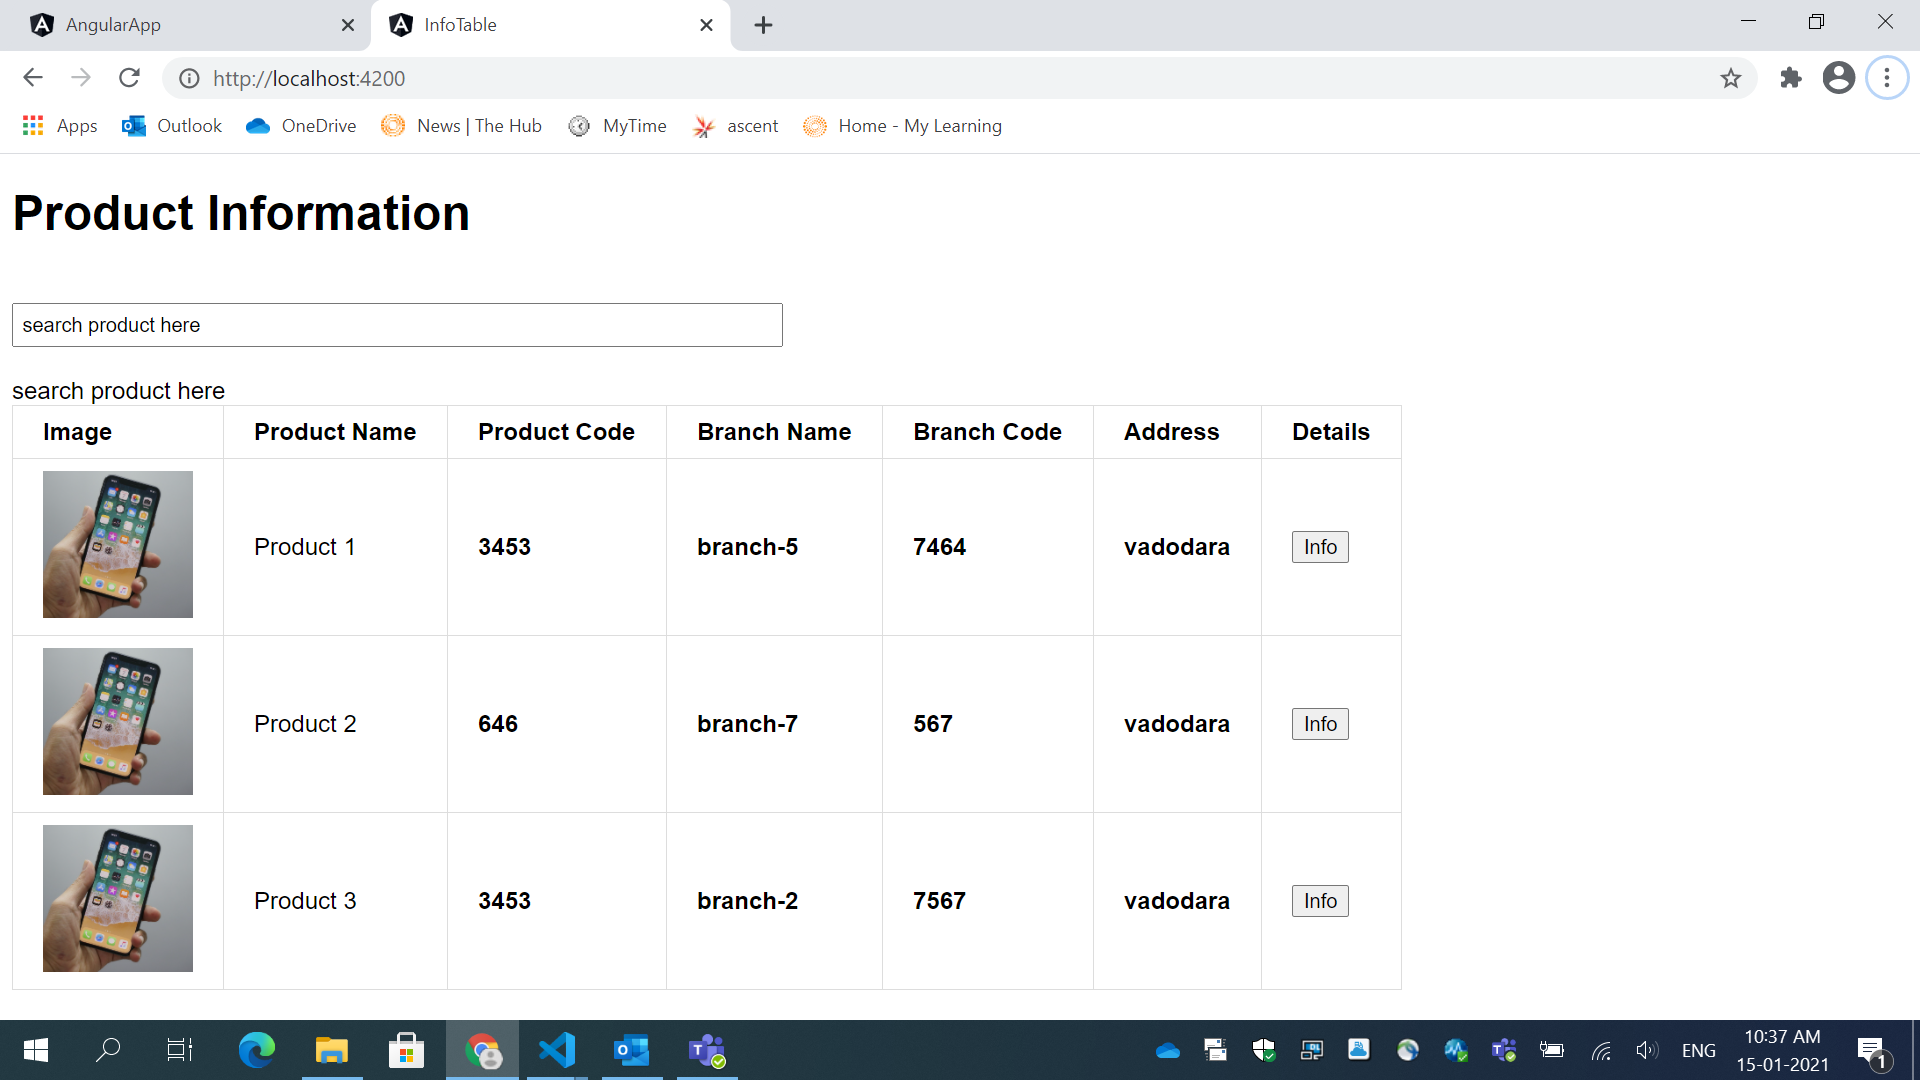 AngularApp
InfoTable
http://localhost:4200
Apps Outlook OneDrive News | The Hub MyTime ascent Home - My Learning
Product Information
search product here
search product here
Image Product Name Product Code Branch Name Branch Code Address Details
Product 1 3453 branch-5 7464 vadodara Info
Product 2 646 branch-7 567 vadodara Info
Product 3 3453 branch-2 7567 vadodara Info
ENG
10:37 AM
15-01-2021
1